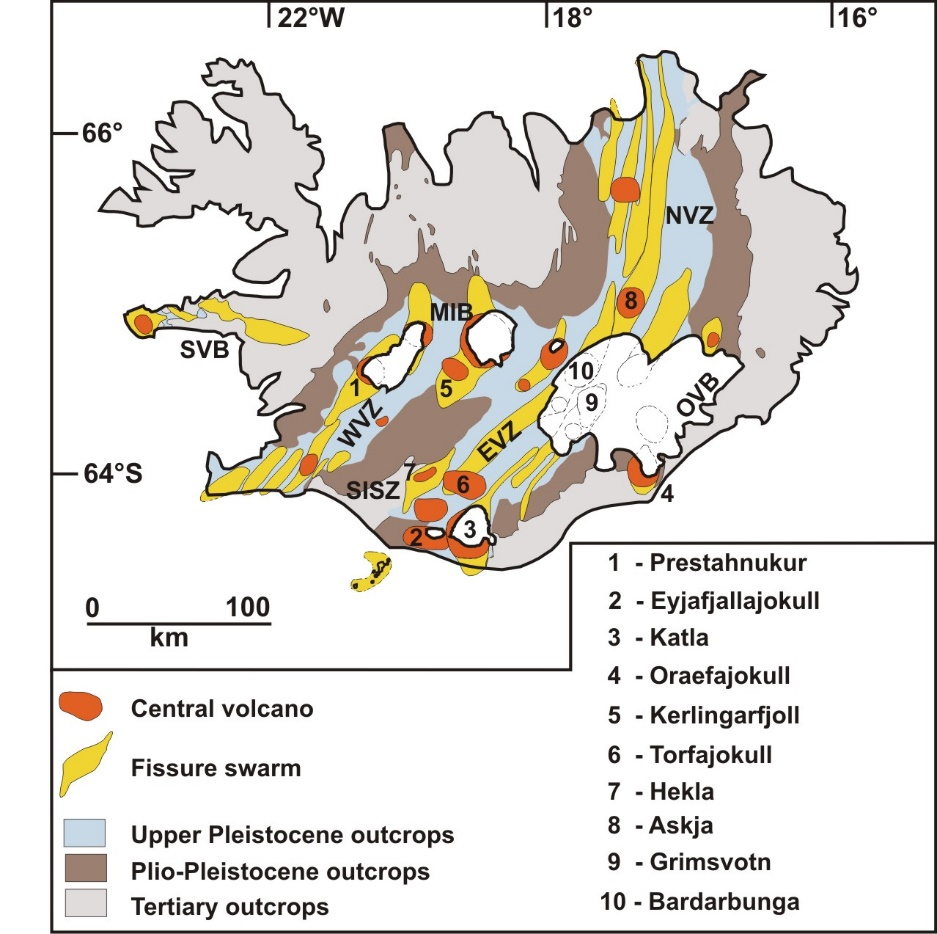 22°W
18°
16°
66°
NVZ
8
MIB
SVB
10
1
5
9
OVB
WVZ
EVZ
64°S
7
SISZ
6
4
3
2
0 100
km
1 - Prestahnukur
2 - Eyjafjallajokull
3 - Katla
4 - Oraefajokull
5 - Kerlingarfjoll
6 - Torfajokull
7 - Hekla
8 - Askja
9 - Grimsvotn
10 - Bardarbunga
Central volcano
Fissure swarm
Upper Pleistocene outcrops
Plio-Pleistocene outcrops
Tertiary outcrops